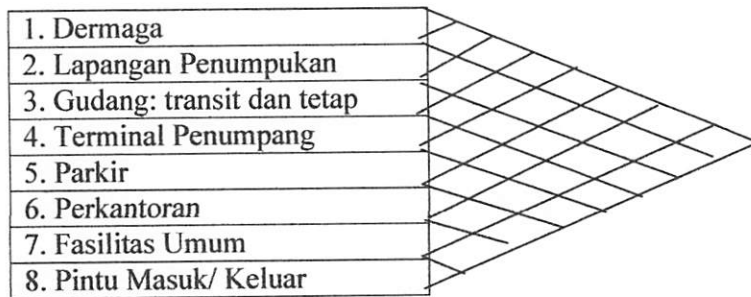 1. Dermaga
2. Lapangan Penumpukan
3. Gudang: transit dan tetap
4. Terminal Penumpang
5. Parkir
6. Perkantoran
7. Fasilitas Umum
8. Pintu Masuk/ Keluar